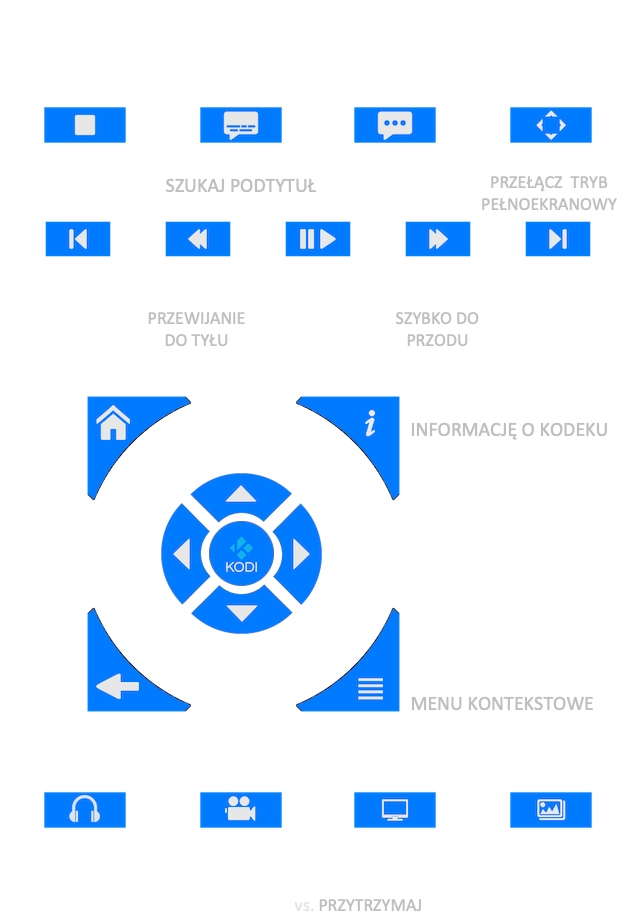 SZUKAJ PODTYTUŁ
PRZEŁĄCZ TRYB
PEŁNOEKRANOWY
PRZEWIJANIE
DO TYŁU
SZYBKO DO
PRZODU
INFORMACJĘ O KODEKU
KODI
MENU KONTEKSTOWE
vs. PRZYTRZYMAJ